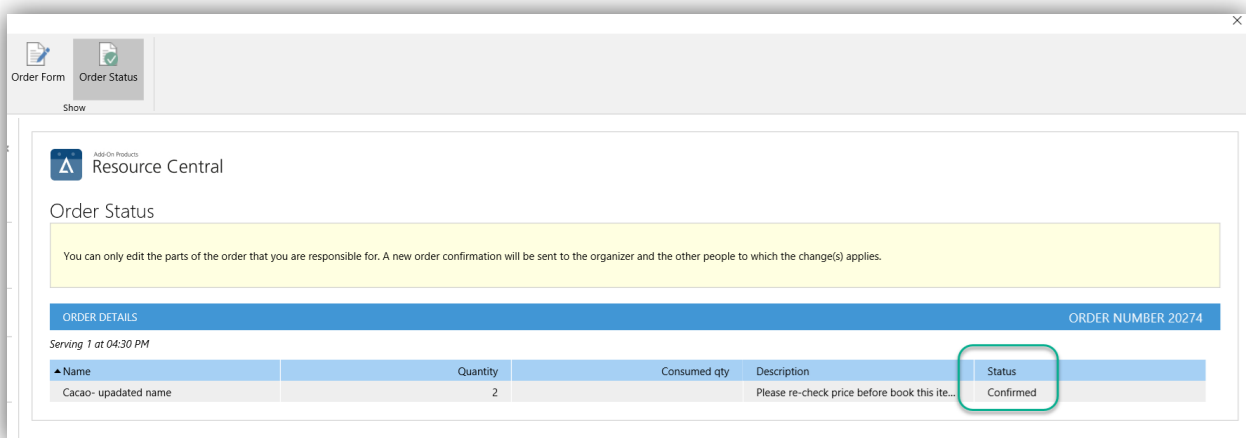 Order Form Order Status
Show
Add-On Products
Resource Central
Order Status
You can only edit the parts of the order that you are responsible for. A new order confirmation will be sent to the organizer and the other people to which the change(s) applies.
ORDER DETAILS ORDER NUMBER 20274
Serving 1 at 04:30 PM
Name Quantity Consumed qty Description Status
Cacao- upadated name 2 Please re-check price before book this ite... Confirmed